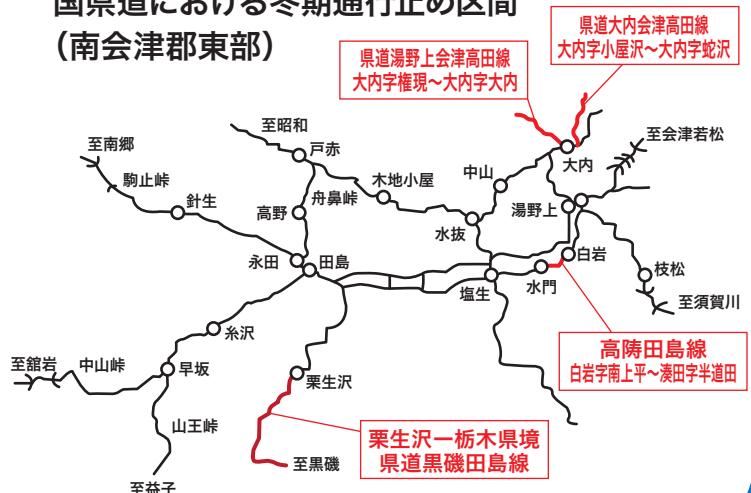 国県道における冬期通行止め区間
（南会津郡東部）
県道大内会津高田線
大内字小屋沢～大内字蛇沢
県道湯野上会津高田線
大内字権現～大内字大内
至昭和
至南郷
戸赤
至会津若松
大内
駒止峠
中山
木地小屋
針生
舟鼻峠
高野
湯野上
水抜
白岩
永田
田島
枝松
塩生
水門
至須賀川
糸沢
高陦田島線
白岩字南上平～湊田字半道田
至舘岩
中山峠
早坂
栗生沢
山王峠
栗生沢ー栃木県境
県道黒磯田島線
至黒磯
至益子